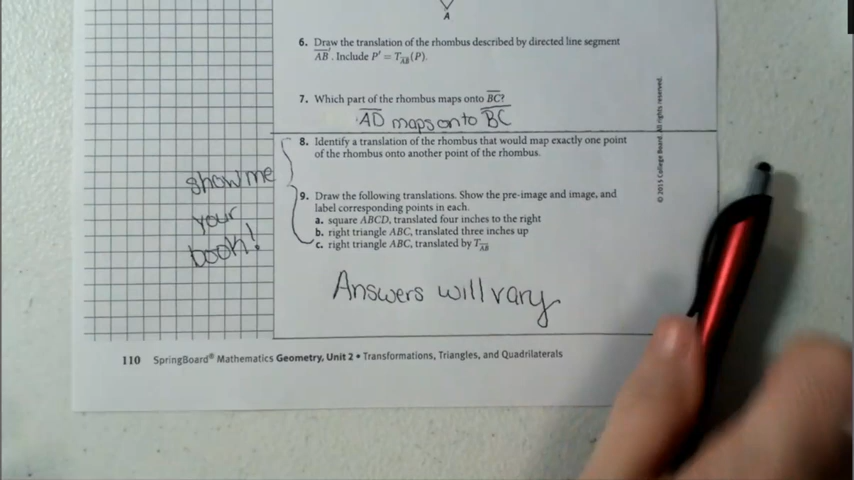 A
6. Draw the translation of the rhombus described by directed line segment
AB. Include P′ = T_AB(P).
7. Which part of the rhombus maps onto BC?
AD maps onto BC
8. Identify a translation of the rhombus that would map exactly one point
of the rhombus onto another point of the rhombus.
show me
your
book!
9. Draw the following translations. Show the pre-image and image, and
label corresponding points in each.
a. square ABCD, translated four inches to the right
b. right triangle ABC, translated three inches up
c. right triangle ABC, translated by T_AB
Answers will vary
© 2015 College Board. All rights reserved.
110 SpringBoard® Mathematics Geometry, Unit 2 • Transformations, Triangles, and Quadrilaterals